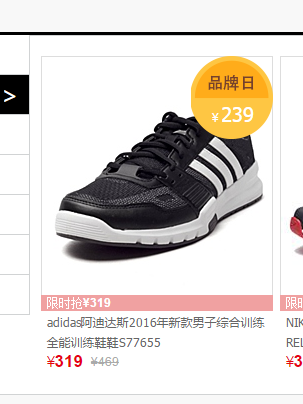 >
品牌日
¥239
限时抢¥319
adidas阿迪达斯2016年新款男子综合训练
全能训练鞋鞋S77655
¥319 ¥469
限时抢
NIK
REL
¥3